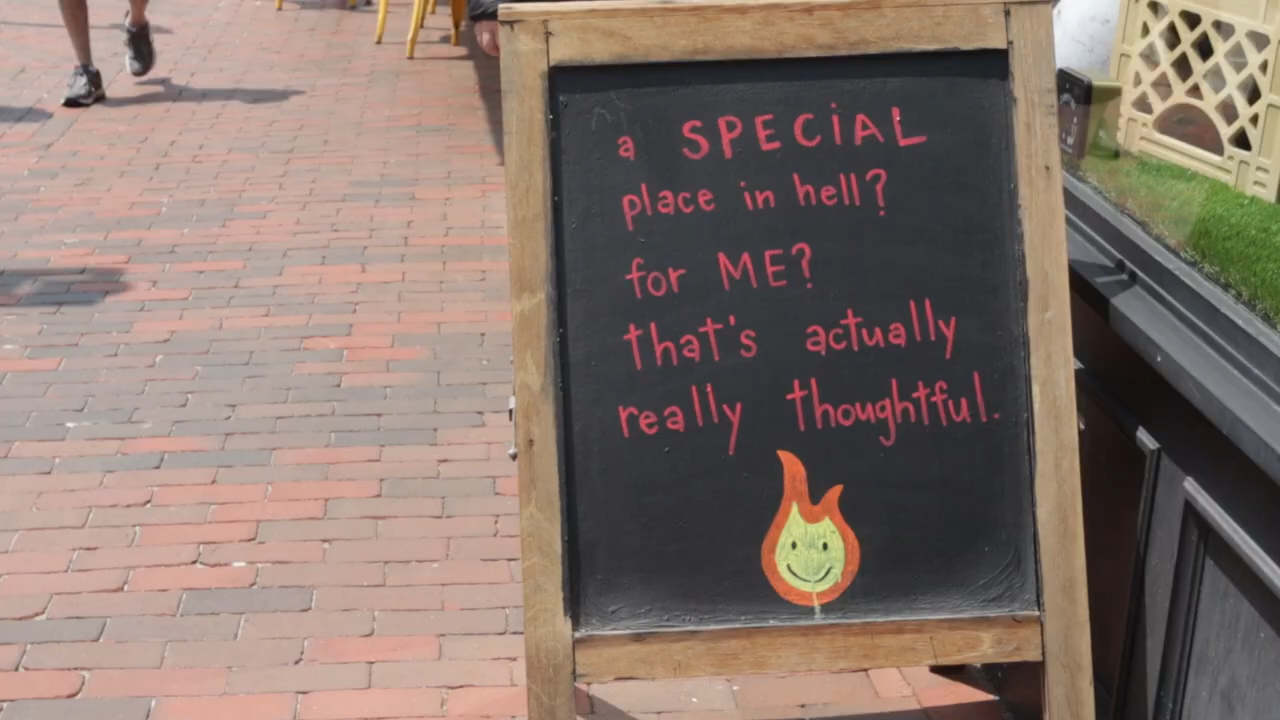 a SPECiAL
place in hell?
for ME?
that's actually
really thoughtful.